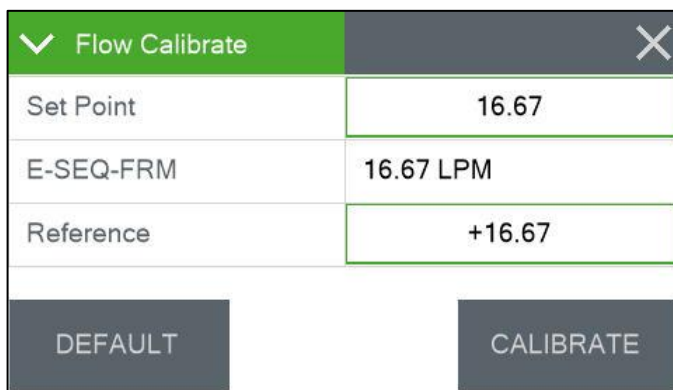 Flow Calibrate
Set Point 16.67
E-SEQ-FRM 16.67 LPM
Reference +16.67
DEFAULT CALIBRATE